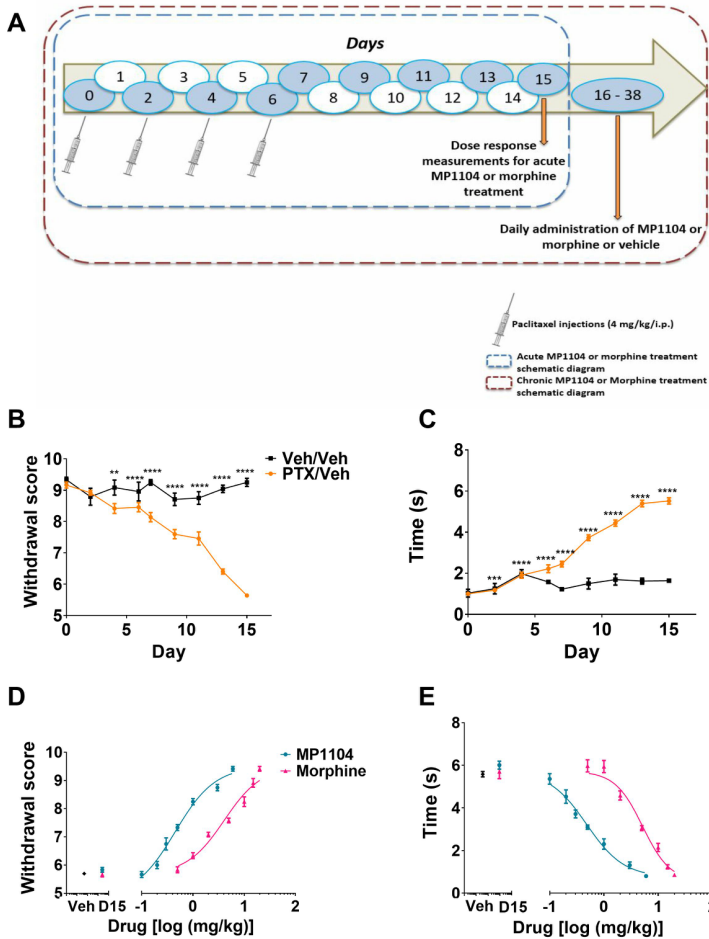 A
Days
0 1 2 3 4 5 6 7 8 9 10 11 12 13 14 15 16 - 38
Dose response
measurements for acute
MP1104 or morphine
treatment
Daily administration of MP1104 or
morphine or vehicle
Paclitaxel injections (4 mg/kg/i.p.)
Acute MP1104 or morphine treatment
schematic diagram
Chronic MP1104 or Morphine treatment
schematic diagram
B
Withdrawal score
10
9
8
7
6
5
** **** **** **** **** **** ****
Veh/Veh
PTX/Veh
0 5 10 15
Day
C
Time (s)
8
6
4
2
0
*** **** **** **** **** **** **** ****
0 5 10 15
Day
D
Withdrawal score
10
9
8
7
6
5
MP1104
Morphine
Veh D15 -1 0 1 2
Drug [log (mg/kg)]
E
Time (s)
8
6
4
2
0
Veh D15 -1 0 1 2
Drug [log (mg/kg)]